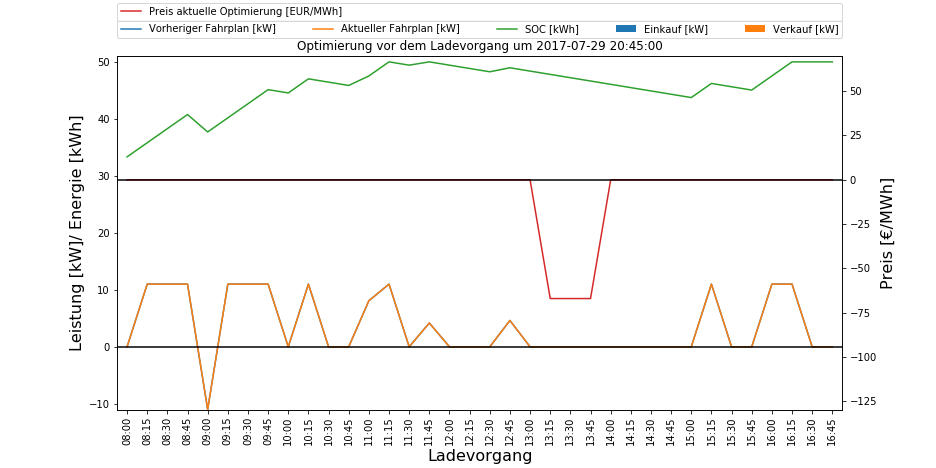 Preis aktuelle Optimierung [EUR/MWh]
Vorheriger Fahrplan [kW] Aktueller Fahrplan [kW] SOC [kWh] Einkauf [kW] Verkauf [kW]
Optimierung vor dem Ladevorgang um 2017-07-29 20:45:00
Leistung [kW]/ Energie [kWh]
50
40
30
20
10
0
−10
50
25
0
−25
−50
−75
−100
−125
Preis [€/MWh]
08:00 08:15 08:30 08:45 09:00 09:15 09:30 09:45 10:00 10:15 10:30 10:45 11:00 11:15 11:30 11:45 12:00 12:15 12:30 12:45 13:00 13:15 13:30 13:45 14:00 14:15 14:30 14:45 15:00 15:15 15:30 15:45 16:00 16:15 16:30 16:45
Ladevorgang